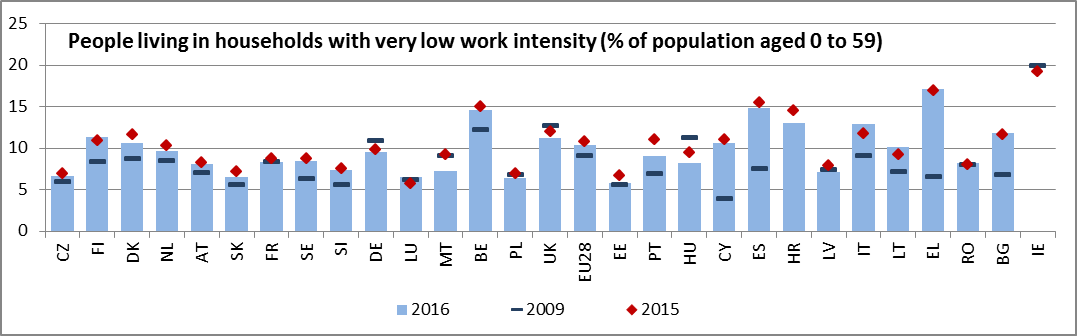 People living in households with very low work intensity (% of population aged 0 to 59)
25
20
15
10
5
0
CZ FI DK NL AT SK FR SE SI DE LU MT BE PL UK EU28 EE PT HU CY ES HR LV IT LT EL RO BG IE
2016 2009 2015